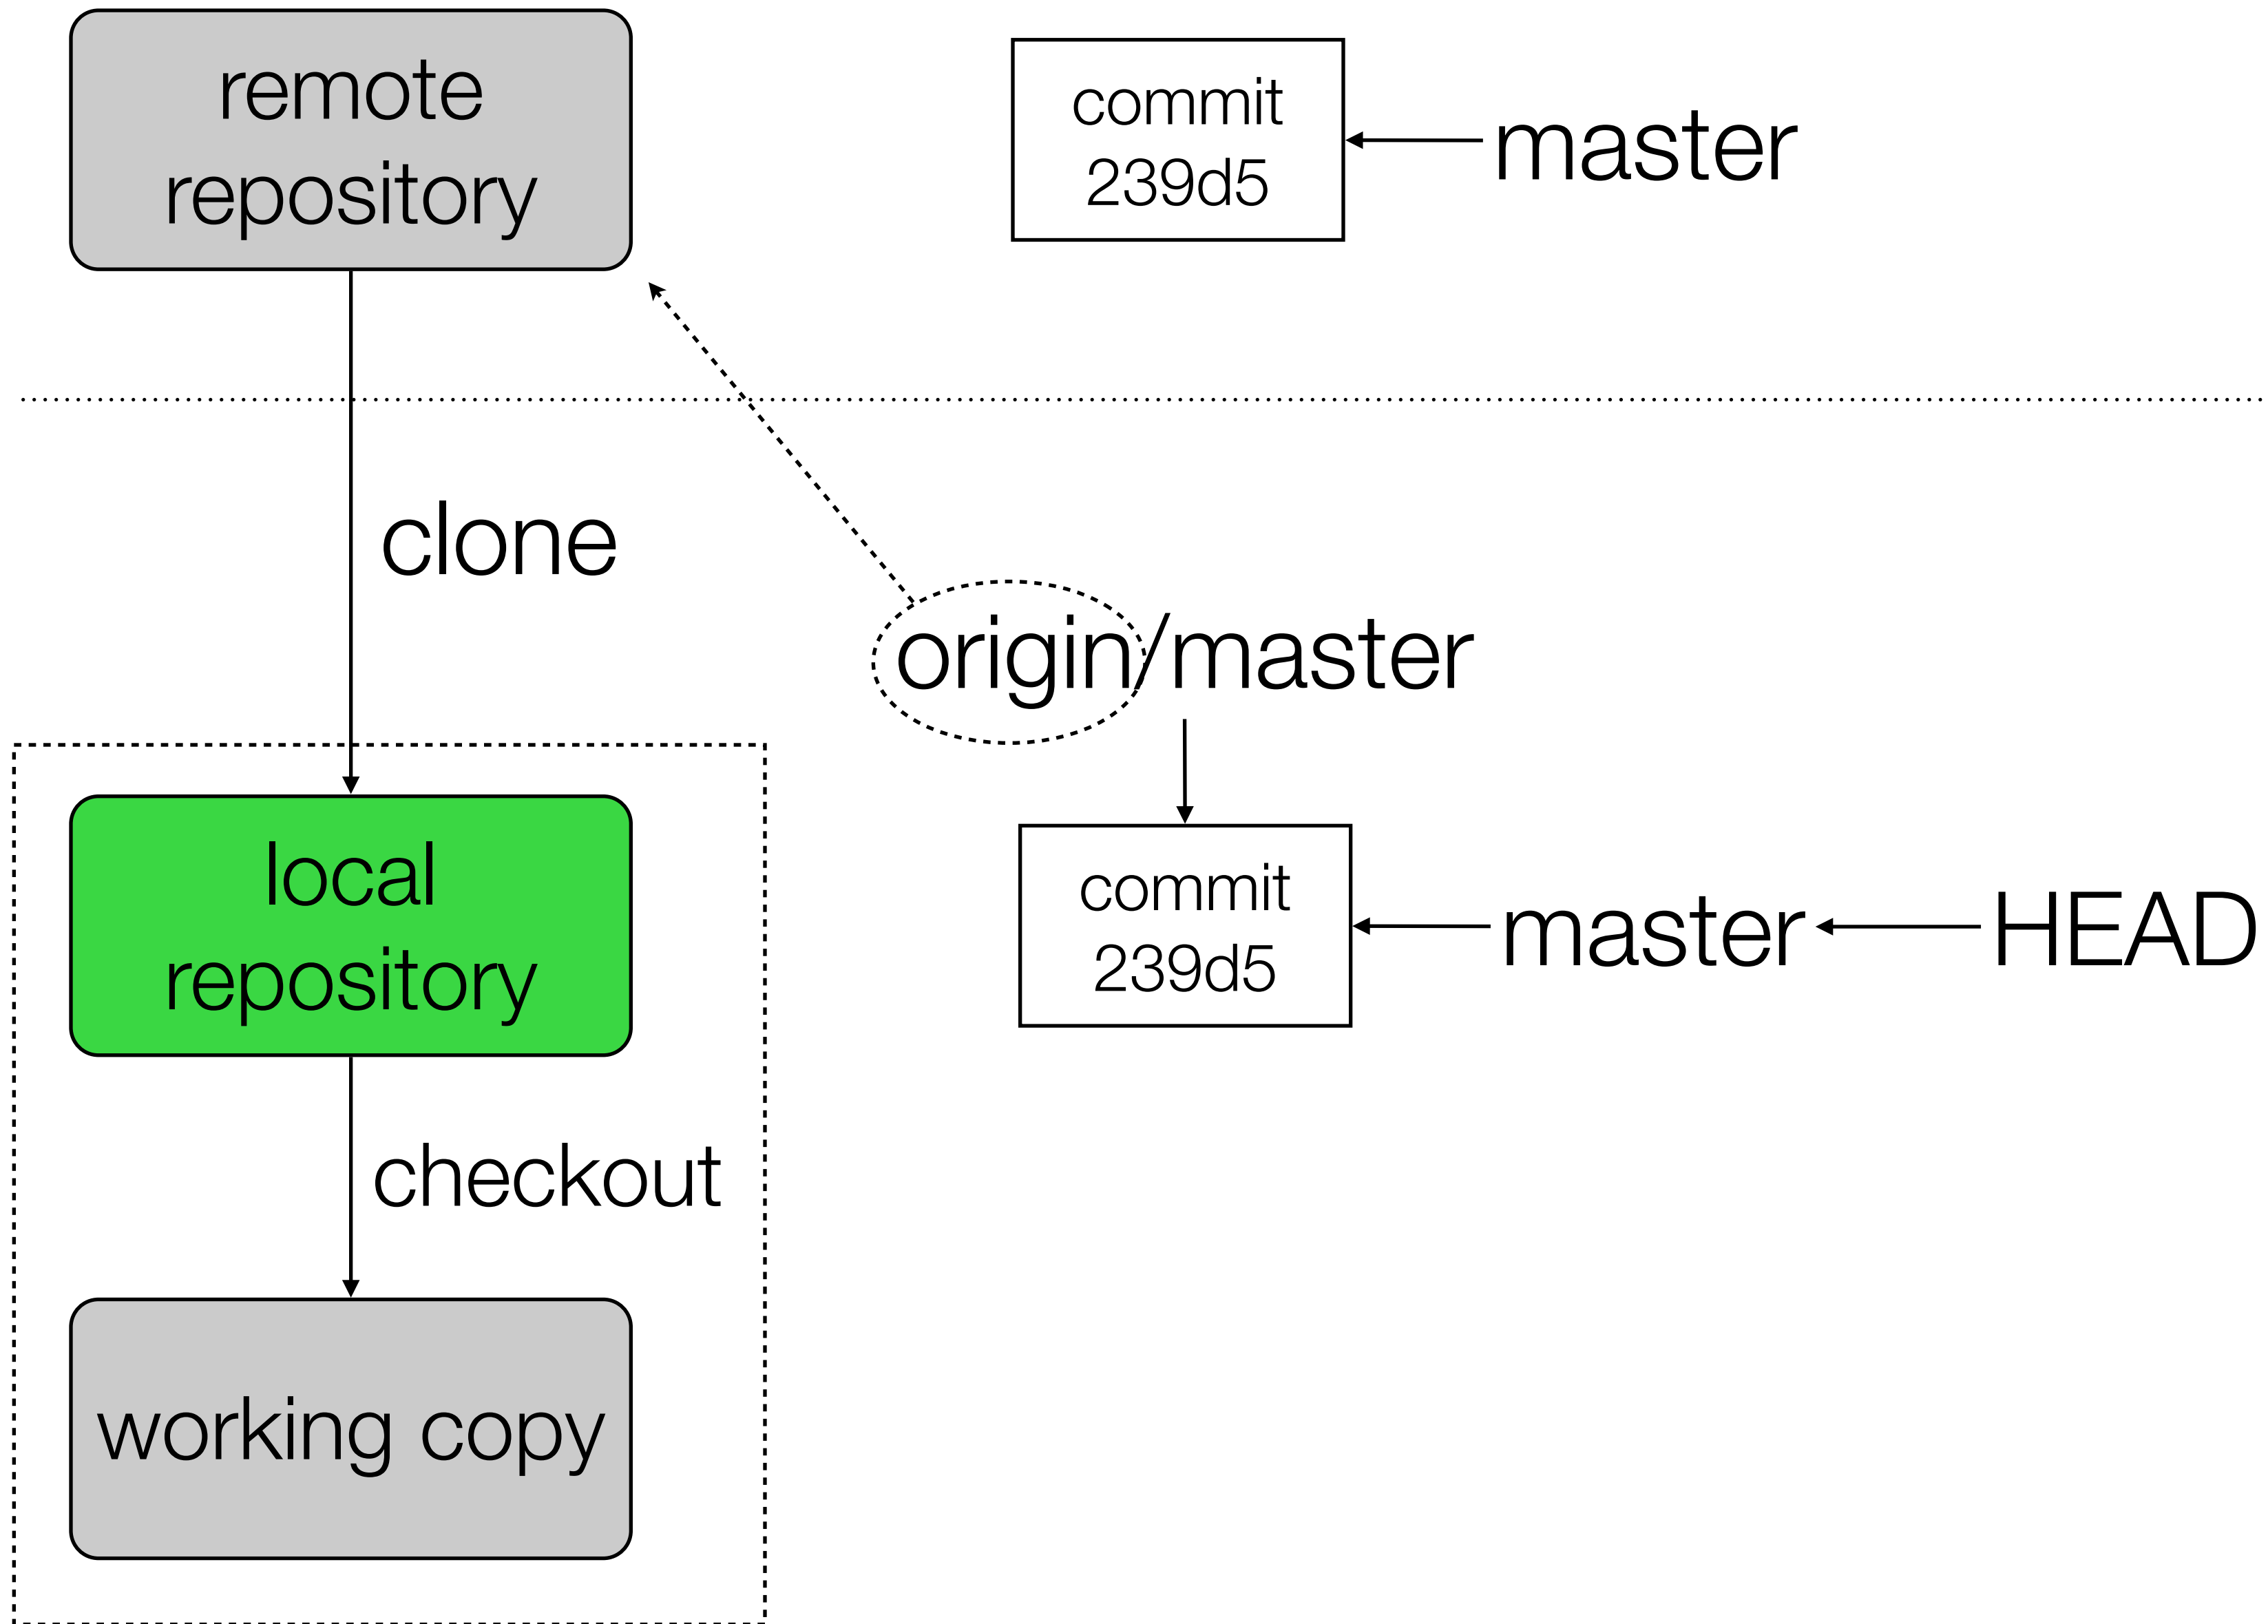 remote
repository
commit
239d5
master
clone
origin/master
local
repository
commit
239d5
master
HEAD
checkout
working copy